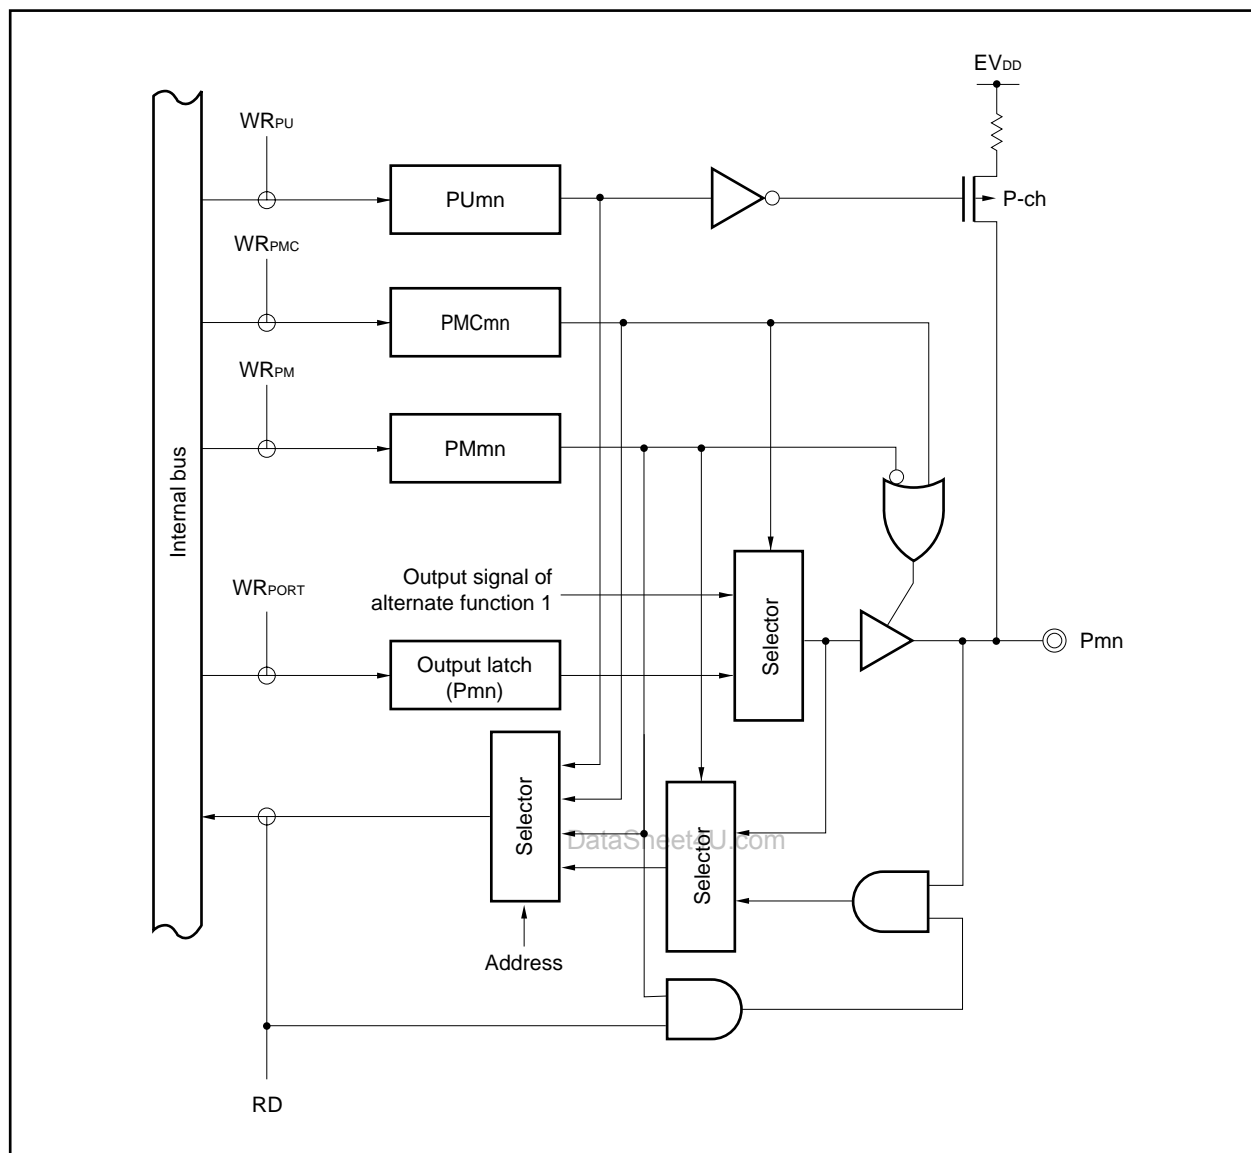 EVDD
WRPU
PUmn
P-ch
WRPMC
PMCmn
WRPM
PMmn
Internal bus
Output signal of
alternate function 1
WRPORT
Output latch
(Pmn)
Selector
Pmn
Selector
Selector
DataSheet4U.com
Address
RD